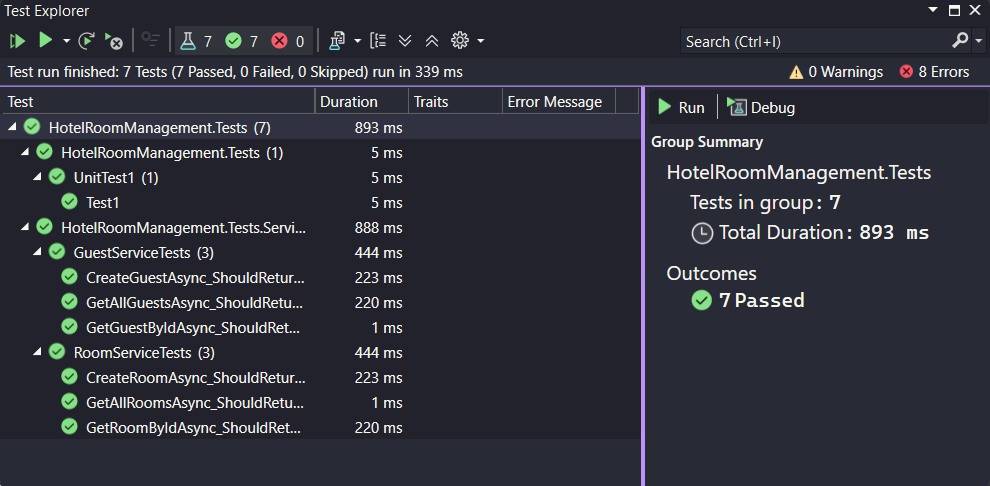 Test Explorer
7 7 0 Search (Ctrl+I)
Test run finished: 7 Tests (7 Passed, 0 Failed, 0 Skipped) run in 339 ms 0 Warnings 8 Errors
Test Duration Traits Error Message
HotelRoomManagement.Tests (7) 893 ms
HotelRoomManagement.Tests (1) 5 ms
UnitTest1 (1) 5 ms
Test1 5 ms
HotelRoomManagement.Tests.Servi... 888 ms
GuestServiceTests (3) 444 ms
CreateGuestAsync_ShouldRetur... 223 ms
GetAllGuestsAsync_ShouldRetu... 220 ms
GetGuestByIdAsync_ShouldRet... 1 ms
RoomServiceTests (3) 444 ms
CreateRoomAsync_ShouldRetur... 223 ms
GetAllRoomsAsync_ShouldRetu... 1 ms
GetRoomByIdAsync_ShouldRet... 220 ms
Run Debug
Group Summary
HotelRoomManagement.Tests
Tests in group: 7
Total Duration: 893 ms
Outcomes
7 Passed